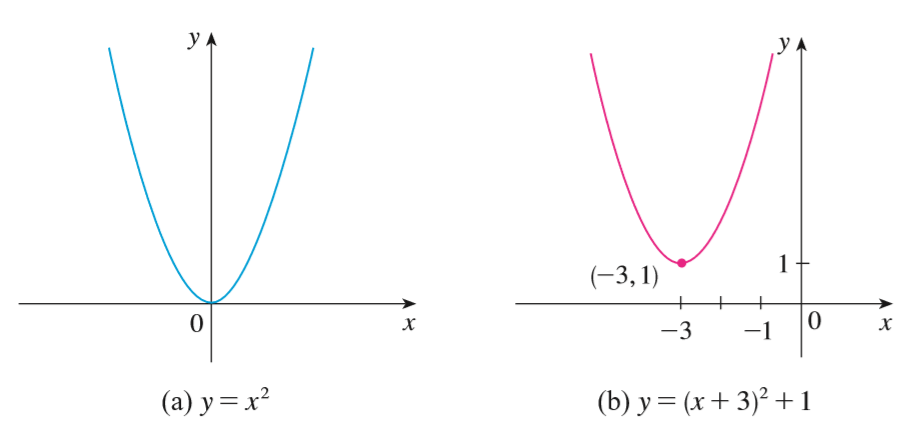 y
0
x
(a) y = x²
y
1
(−3, 1)
−3
−1
0
x
(b) y = (x + 3)² + 1